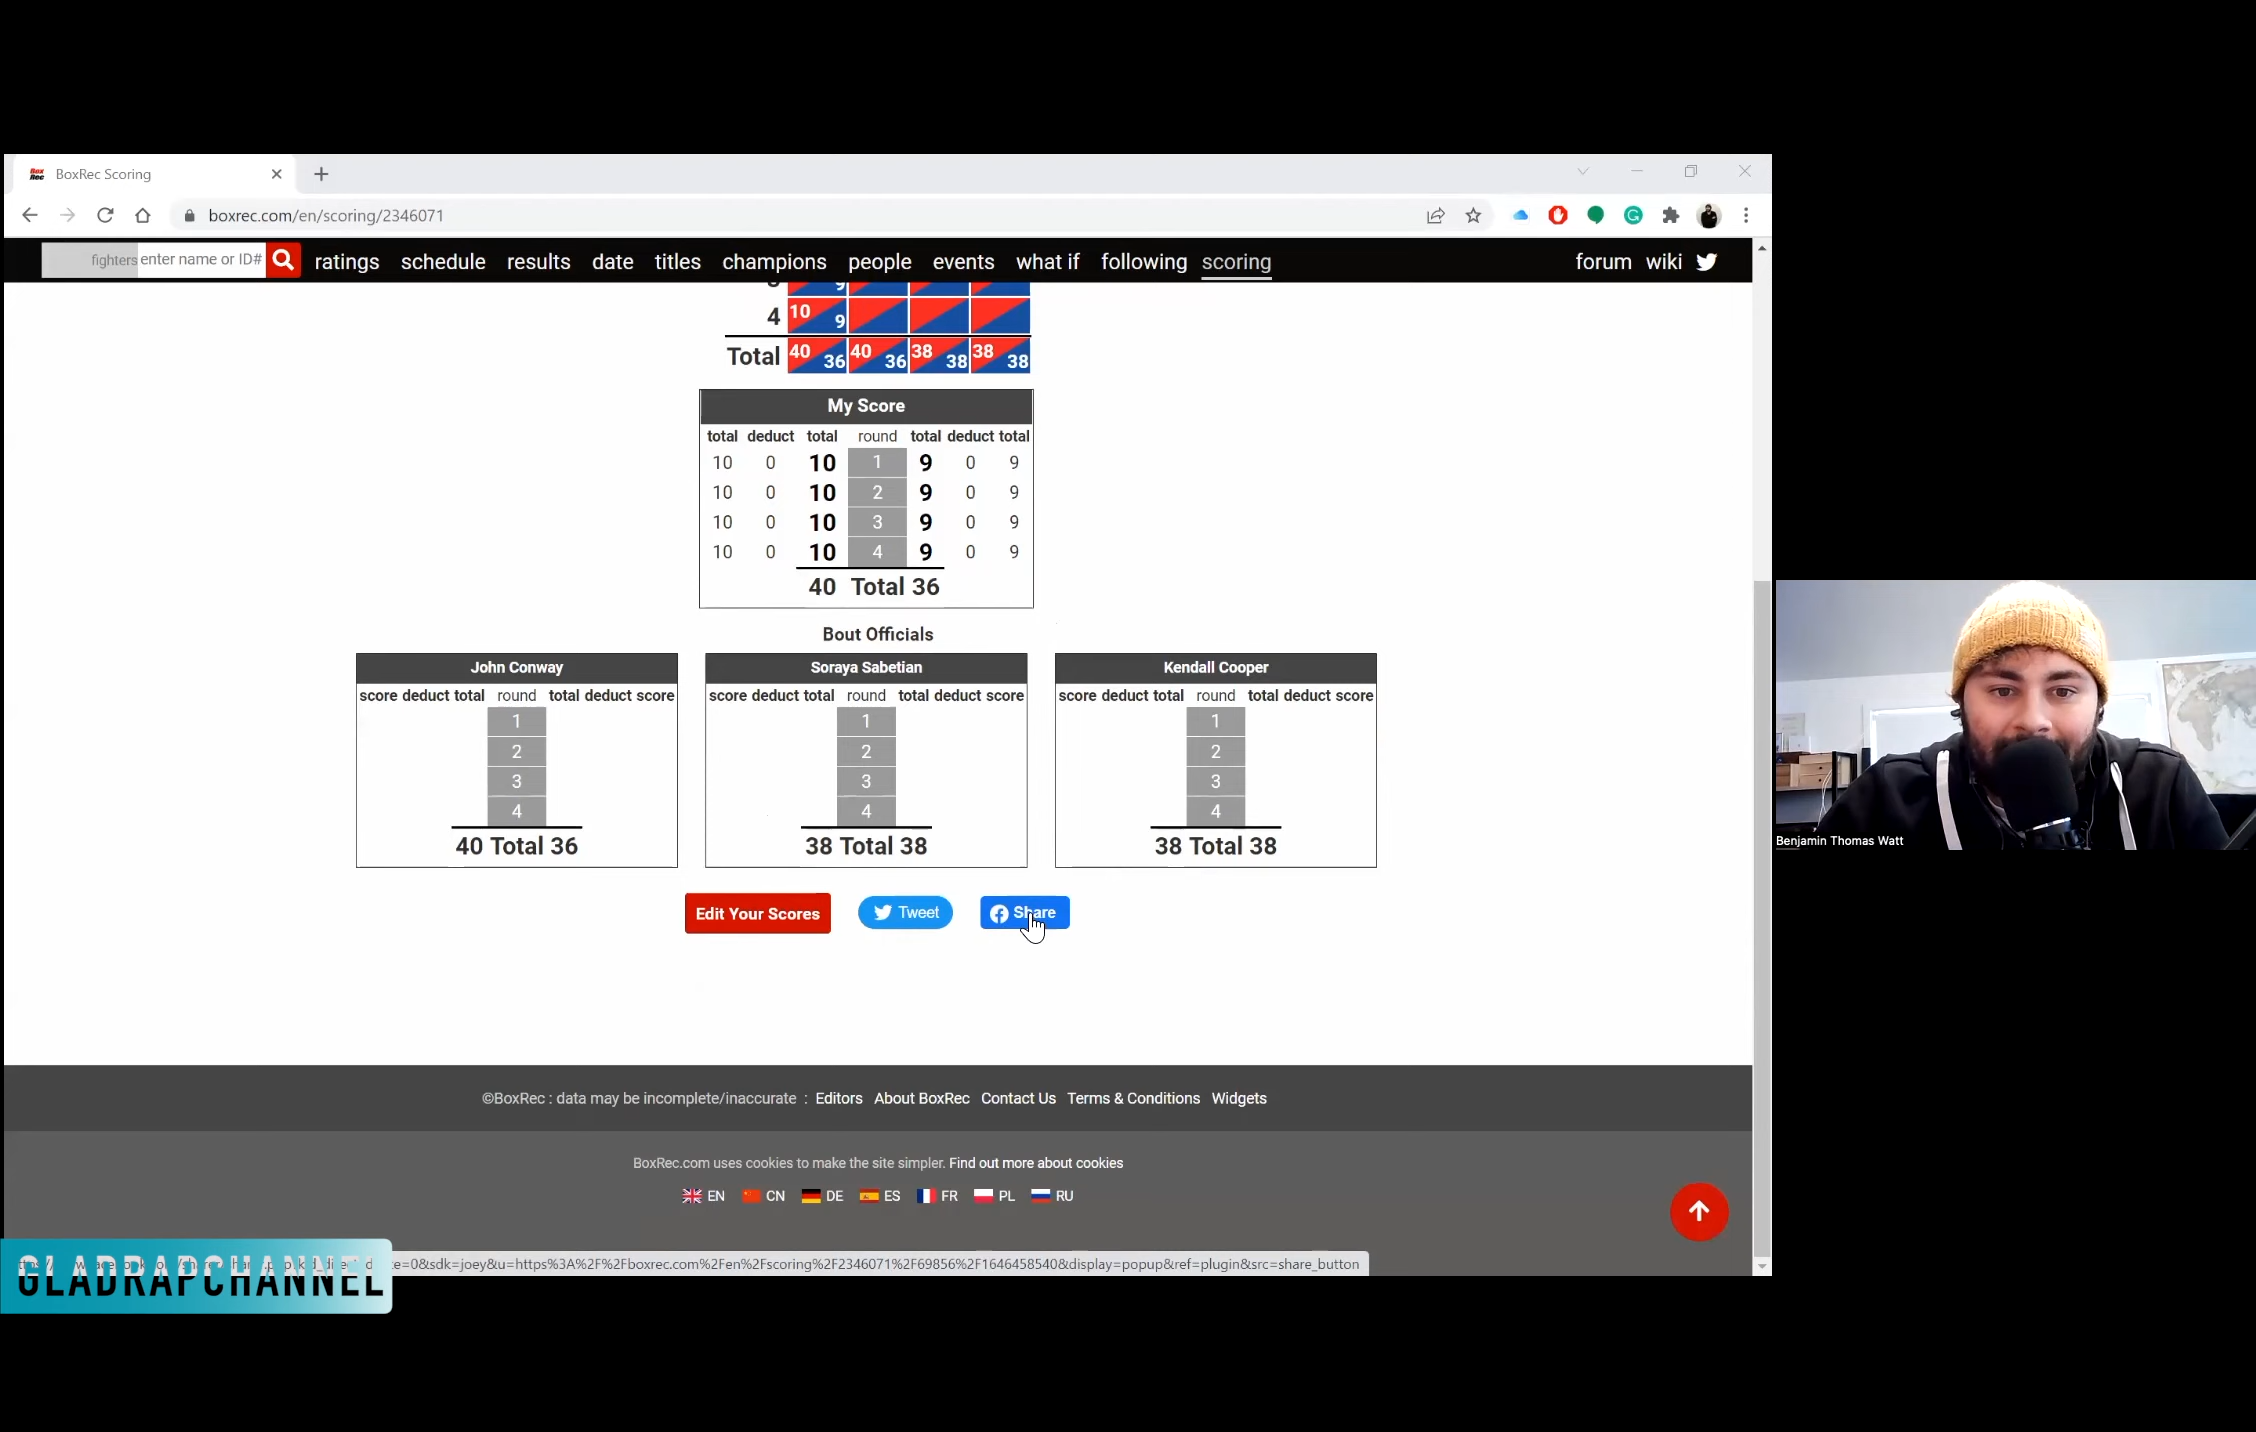 BoxRec Scoring
boxrec.com/en/scoring/2346071
fighters enter name or ID# ratings schedule results date titles champions people events what if following scoring forum wiki
9
4 10 9
Total 40 36 40 36 38 38 38 38
My Score
total deduct total round total deduct total
10 0 10 1 9 0 9
10 0 10 2 9 0 9
10 0 10 3 9 0 9
10 0 10 4 9 0 9
40 Total 36
Bout Officials
John Conway Soraya Sabetian Kendall Cooper
score deduct total round total deduct score score deduct total round total deduct score score deduct total round total deduct score
1 1 1
2 2 2
3 3 3
4 4 4
40 Total 36 38 Total 38 38 Total 38
Edit Your Scores Tweet Share
Benjamin Thomas Watt
©BoxRec : data may be incomplete/inaccurate : Editors About BoxRec Contact Us Terms & Conditions Widgets
BoxRec.com uses cookies to make the site simpler. Find out more about cookies
EN CN DE ES FR PL RU
=0&sdk=joey&u=https%3A%2F%2Fboxrec.com%2Fen%2Fscoring%2F2346071%2F69856%2F1646458540&display=popup&ref=plugin&src=share_button
GLADRAPCHANNEL